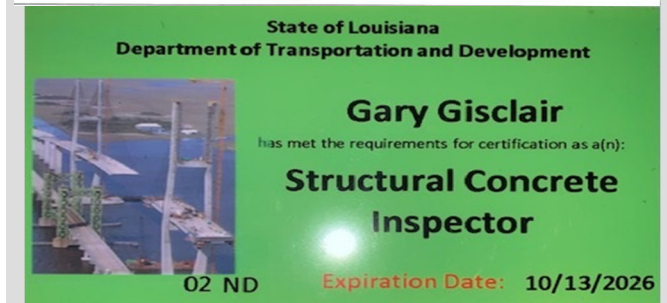 State of Louisiana
Department of Transportation and Development
Gary Gisclair
has met the requirements for certification as a(n):
Structural Concrete
Inspector
02 ND Expiration Date: 10/13/2026